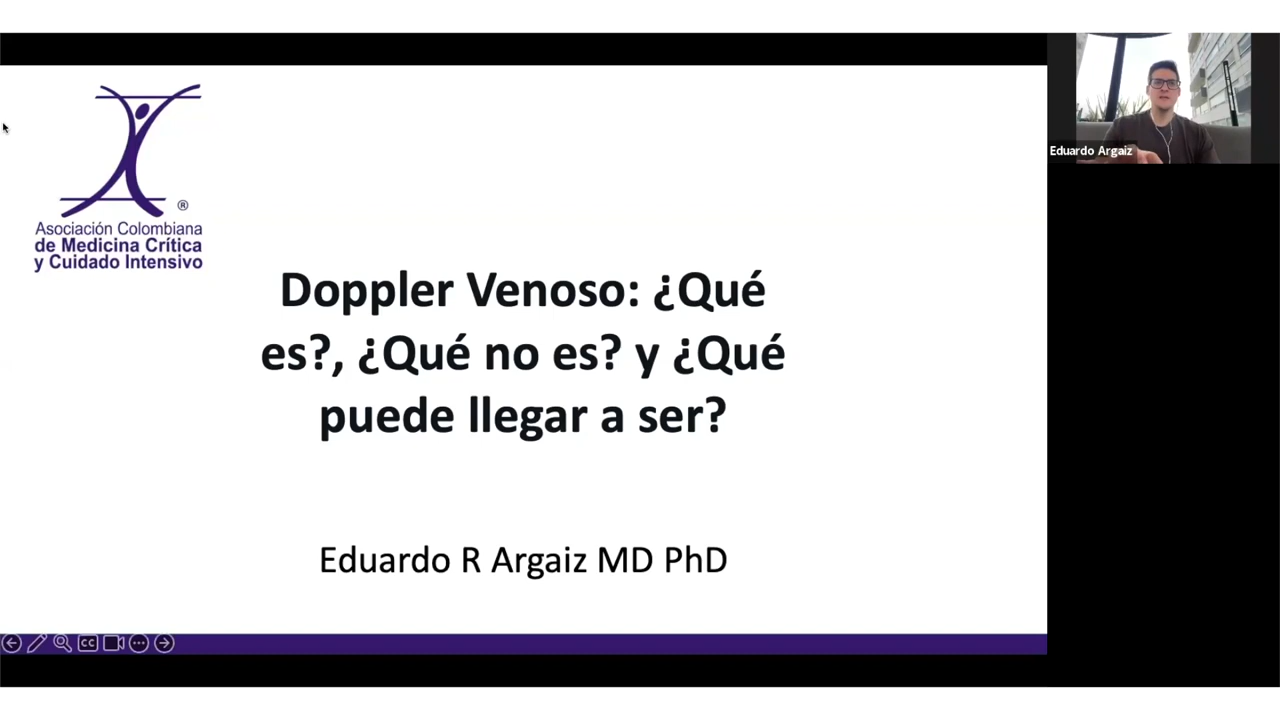 Asociación Colombiana
de Medicina Crítica
y Cuidado Intensivo
®
Doppler Venoso: ¿Qué
es?, ¿Qué no es? y ¿Qué
puede llegar a ser?
Eduardo R Argaiz MD PhD
Eduardo Argaiz
CC